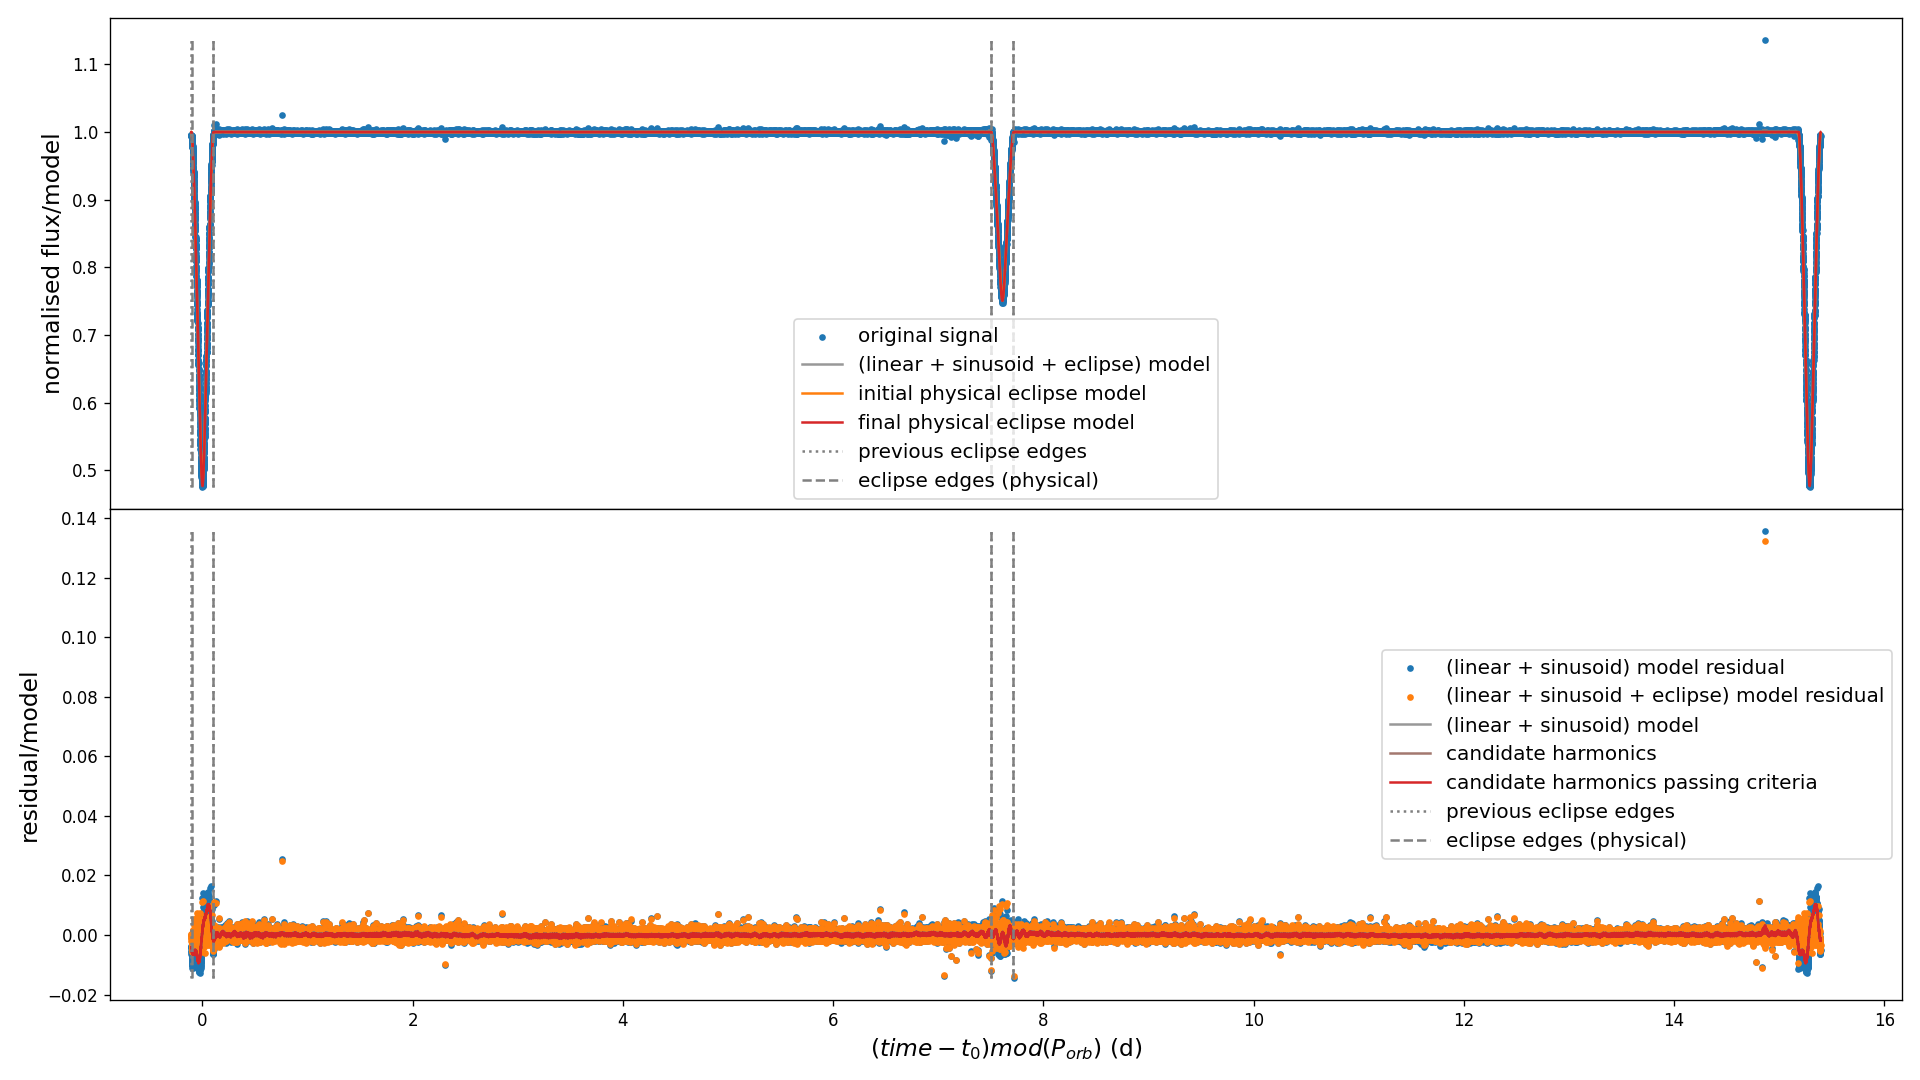 normalised flux/model
1.1
1.0
0.9
0.8
0.7
0.6
0.5
original signal
(linear + sinusoid + eclipse) model
initial physical eclipse model
final physical eclipse model
previous eclipse edges
eclipse edges (physical)
residual/model
0.14
0.12
0.10
0.08
0.06
0.04
0.02
0.00
−0.02
(linear + sinusoid) model residual
(linear + sinusoid + eclipse) model residual
(linear + sinusoid) model
candidate harmonics
candidate harmonics passing criteria
previous eclipse edges
eclipse edges (physical)
0 2 4 6 8 10 12 14 16
(time − t₀)mod(Pₒᵣb) (d)